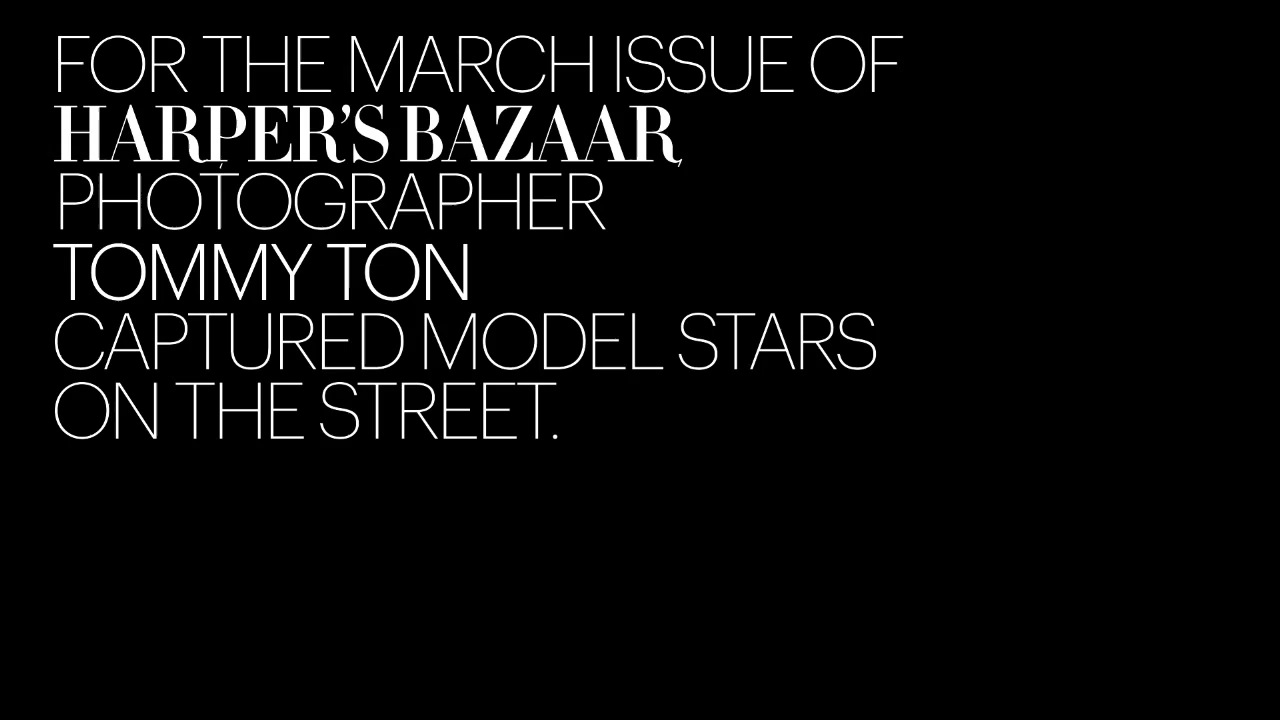 FOR THE MARCH ISSUE OF
HARPER'S BAZAAR,
PHOTOGRAPHER
TOMMY TON
CAPTURED MODEL STARS
ON THE STREET.